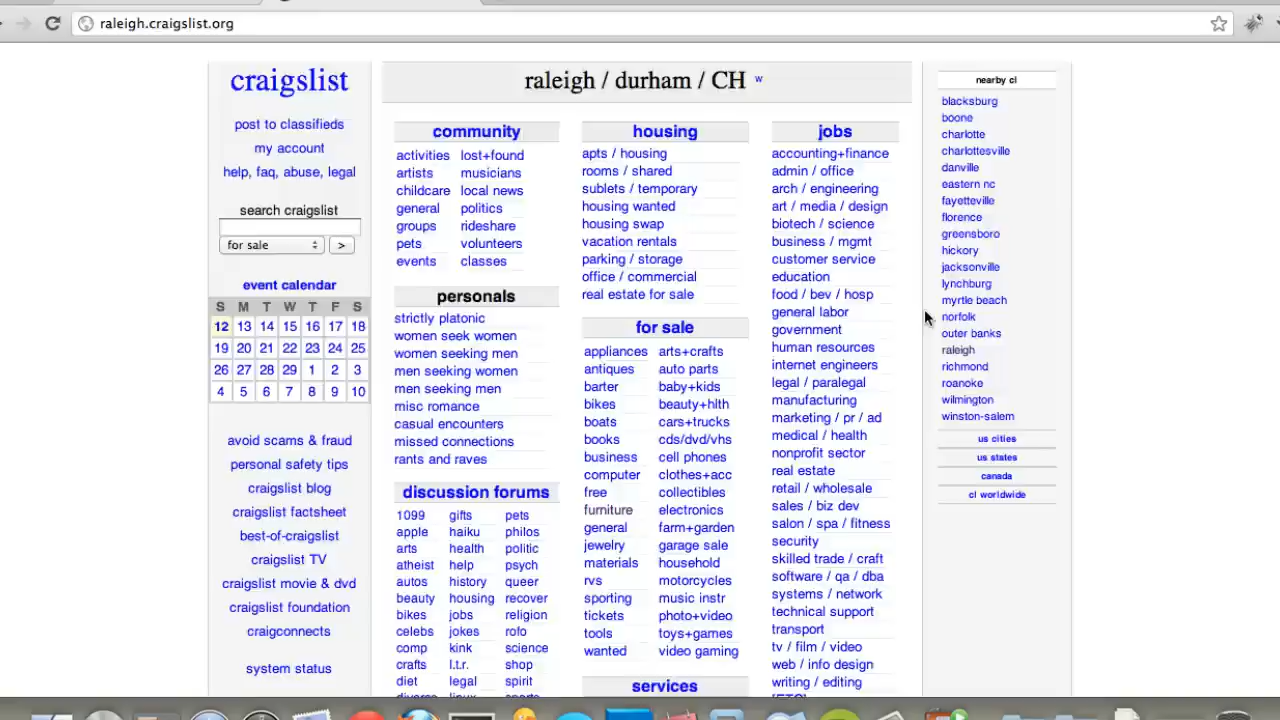 raleigh.craigslist.org
craigslist
post to classifieds
my account
help, faq, abuse, legal
search craigslist
for sale >
event calendar
S M T W T F S
12 13 14 15 16 17 18
19 20 21 22 23 24 25
26 27 28 29 1 2 3
4 5 6 7 8 9 10
avoid scams & fraud
personal safety tips
craigslist blog
craigslist factsheet
best-of-craigslist
craigslist TV
craigslist movie & dvd
craigslist foundation
craigconnects
system status
raleigh / durham / CH w
community
activities lost+found
artists musicians
childcare local news
general politics
groups rideshare
pets volunteers
events classes
personals
strictly platonic
women seek women
women seeking men
men seeking women
men seeking men
misc romance
casual encounters
missed connections
rants and raves
discussion forums
1099 gifts pets
apple haiku philos
arts health politic
atheist help psych
autos history queer
beauty housing recover
bikes jobs religion
celebs jokes rofo
comp kink science
crafts l.t.r. shop
diet legal spirit
housing
apts / housing
rooms / shared
sublets / temporary
housing wanted
housing swap
vacation rentals
parking / storage
office / commercial
real estate for sale
for sale
appliances arts+crafts
antiques auto parts
barter baby+kids
bikes beauty+hlth
boats cars+trucks
books cds/dvd/vhs
business cell phones
computer clothes+acc
free collectibles
furniture electronics
general farm+garden
jewelry garage sale
materials household
rvs motorcycles
sporting music instr
tickets photo+video
tools toys+games
wanted video gaming
services
jobs
accounting+finance
admin / office
arch / engineering
art / media / design
biotech / science
business / mgmt
customer service
education
food / bev / hosp
general labor
government
human resources
internet engineers
legal / paralegal
manufacturing
marketing / pr / ad
medical / health
nonprofit sector
real estate
retail / wholesale
sales / biz dev
salon / spa / fitness
security
skilled trade / craft
software / qa / dba
systems / network
technical support
transport
tv / film / video
web / info design
writing / editing
nearby cl
blacksburg
boone
charlotte
charlottesville
danville
eastern nc
fayetteville
florence
greensboro
hickory
jacksonville
lynchburg
myrtle beach
norfolk
outer banks
raleigh
richmond
roanoke
wilmington
winston-salem
us cities
us states
canada
cl worldwide